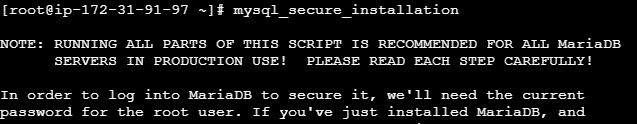 [root@ip-172-31-91-97 ~]# mysql_secure_installation
NOTE: RUNNING ALL PARTS OF THIS SCRIPT IS RECOMMENDED FOR ALL MariaDB
SERVERS IN PRODUCTION USE!  PLEASE READ EACH STEP CAREFULLY!
In order to log into MariaDB to secure it, we'll need the current
password for the root user. If you've just installed MariaDB, and